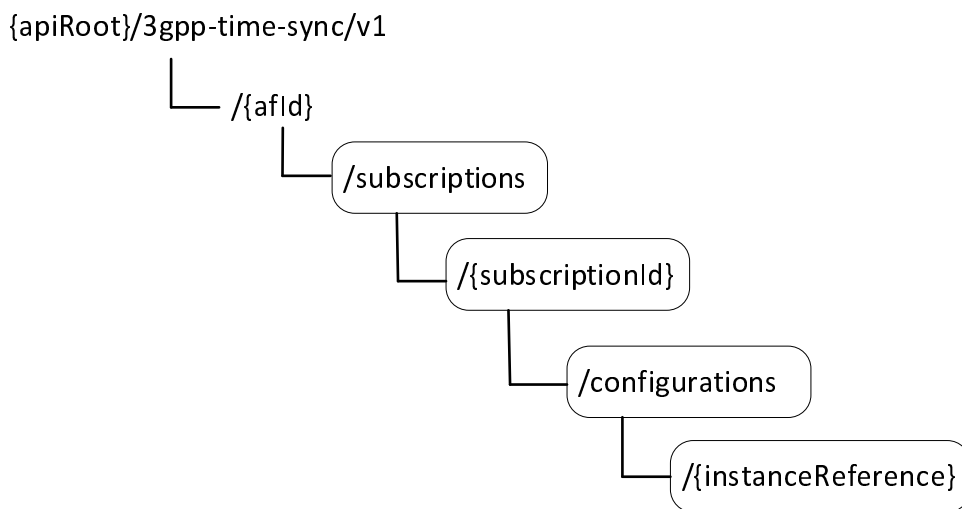 {apiRoot}/3gpp-time-sync/v1
/{afId}
/subscriptions
/{subscriptionId}
/configurations
/{instanceReference}